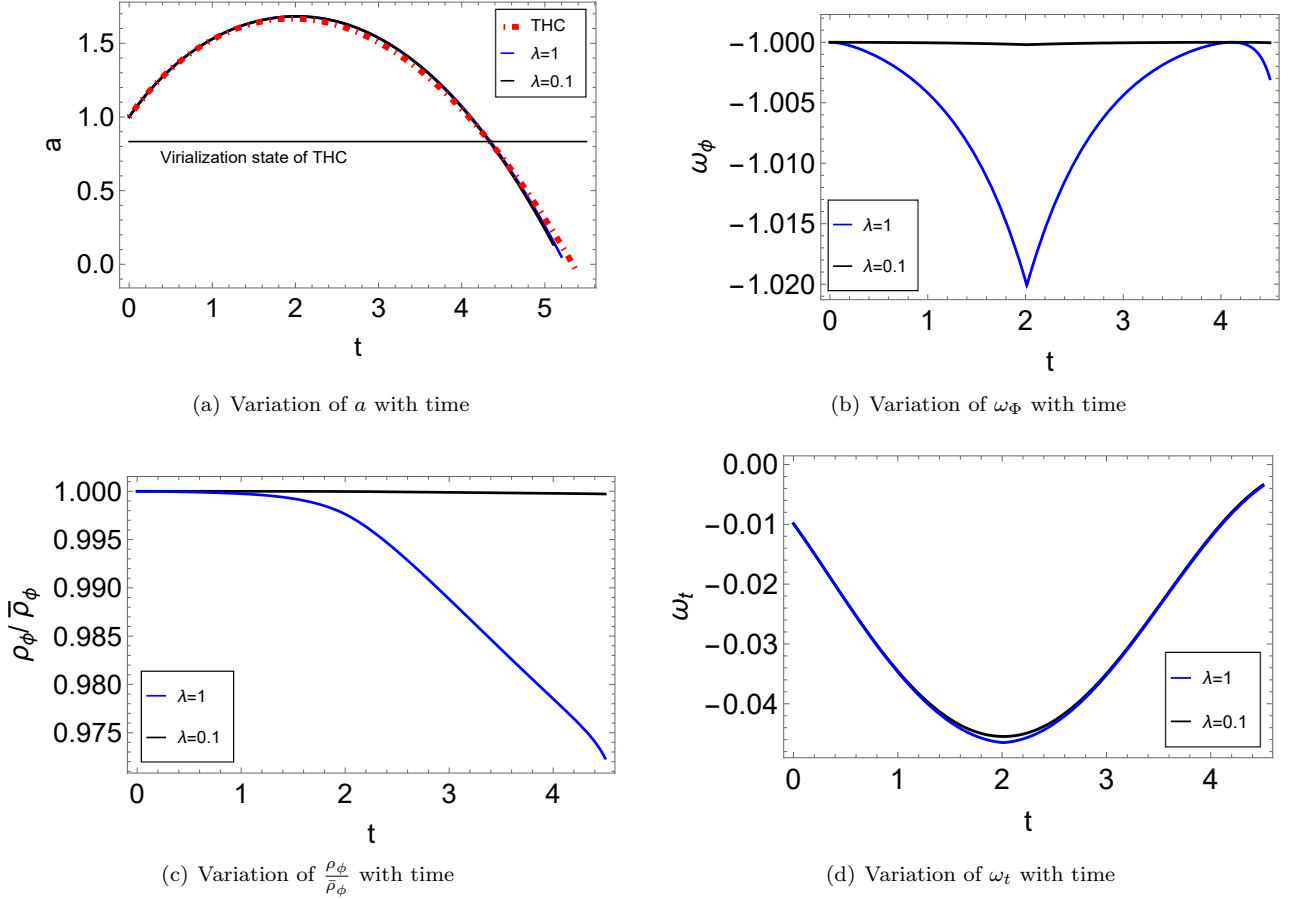 1.5
1.0
0.5
0.0
a
THC
λ=1
λ=0.1
Virialization state of THC
0 1 2 3 4 5
t
(a) Variation of a with time
−1.000
−1.005
−1.010
−1.015
−1.020
ω_ϕ
λ=1
λ=0.1
0 1 2 3 4
t
(b) Variation of ω_Φ with time
1.000
0.995
0.990
0.985
0.980
0.975
ρ_ϕ/ ρ̅_ϕ
λ=1
λ=0.1
0 1 2 3 4
t
(c) Variation of ρ_ϕ/ρ̄_ϕ with time
0.00
−0.01
−0.02
−0.03
−0.04
ω_t
λ=1
λ=0.1
0 1 2 3 4
t
(d) Variation of ω_t with time